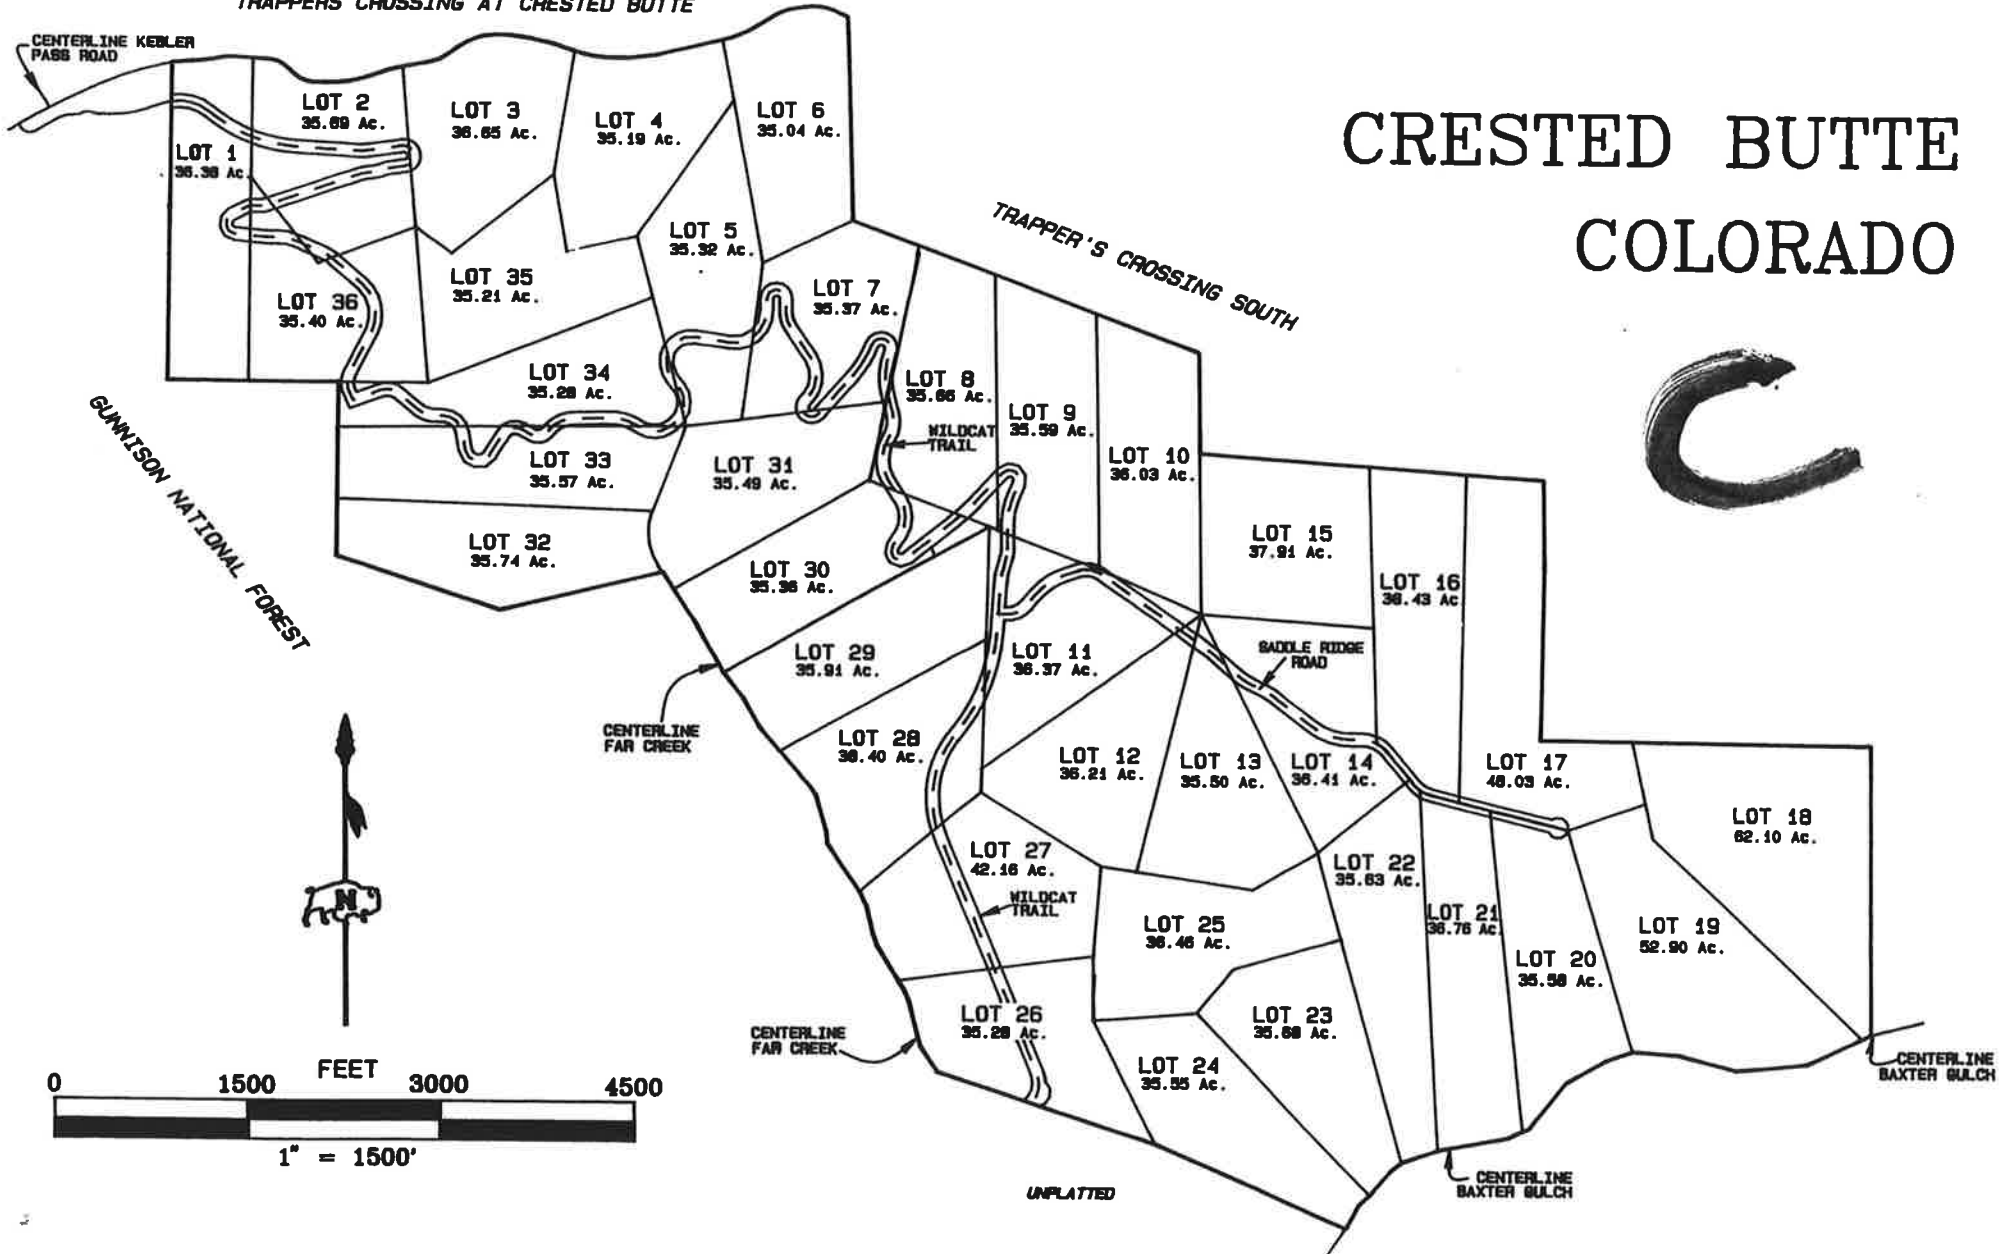 TRAPPERS CROSSING AT CRESTED BUTTE
CENTERLINE KEBLER
PASS ROAD
CRESTED BUTTE
COLORADO
LOT 1
36.38 Ac.
LOT 2
35.69 Ac.
LOT 3
36.65 Ac.
LOT 4
35.19 Ac.
LOT 6
35.04 Ac.
LOT 5
35.32 Ac.
TRAPPER'S CROSSING SOUTH
LOT 36
35.40 Ac.
LOT 35
35.21 Ac.
LOT 7
35.37 Ac.
LOT 34
35.28 Ac.
LOT 8
35.66 Ac.
LOT 9
35.59 Ac.
WILDCAT
TRAIL
LOT 10
36.03 Ac.
GUNNISON NATIONAL FOREST
LOT 33
35.57 Ac.
LOT 31
35.49 Ac.
LOT 32
35.74 Ac.
LOT 30
35.36 Ac.
LOT 15
37.91 Ac.
LOT 16
36.43 Ac
LOT 29
35.91 Ac.
LOT 11
36.37 Ac.
SADDLE RIDGE
ROAD
CENTERLINE
FAR CREEK
LOT 28
36.40 Ac.
LOT 12
36.21 Ac.
LOT 13
35.50 Ac.
LOT 14
36.41 Ac.
LOT 17
48.03 Ac.
LOT 18
62.10 Ac.
LOT 27
42.16 Ac.
WILDCAT
TRAIL
LOT 22
35.63 Ac.
LOT 21
36.76 Ac.
LOT 25
36.46 Ac.
LOT 19
52.90 Ac.
LOT 20
35.58 Ac.
N
LOT 26
35.28 Ac.
LOT 23
35.68 Ac.
CENTERLINE
FAR CREEK
LOT 24
35.55 Ac.
CENTERLINE
BAXTER GULCH
FEET
0 1500 3000 4500
1" = 1500'
CENTERLINE
BAXTER GULCH
UNPLATTED